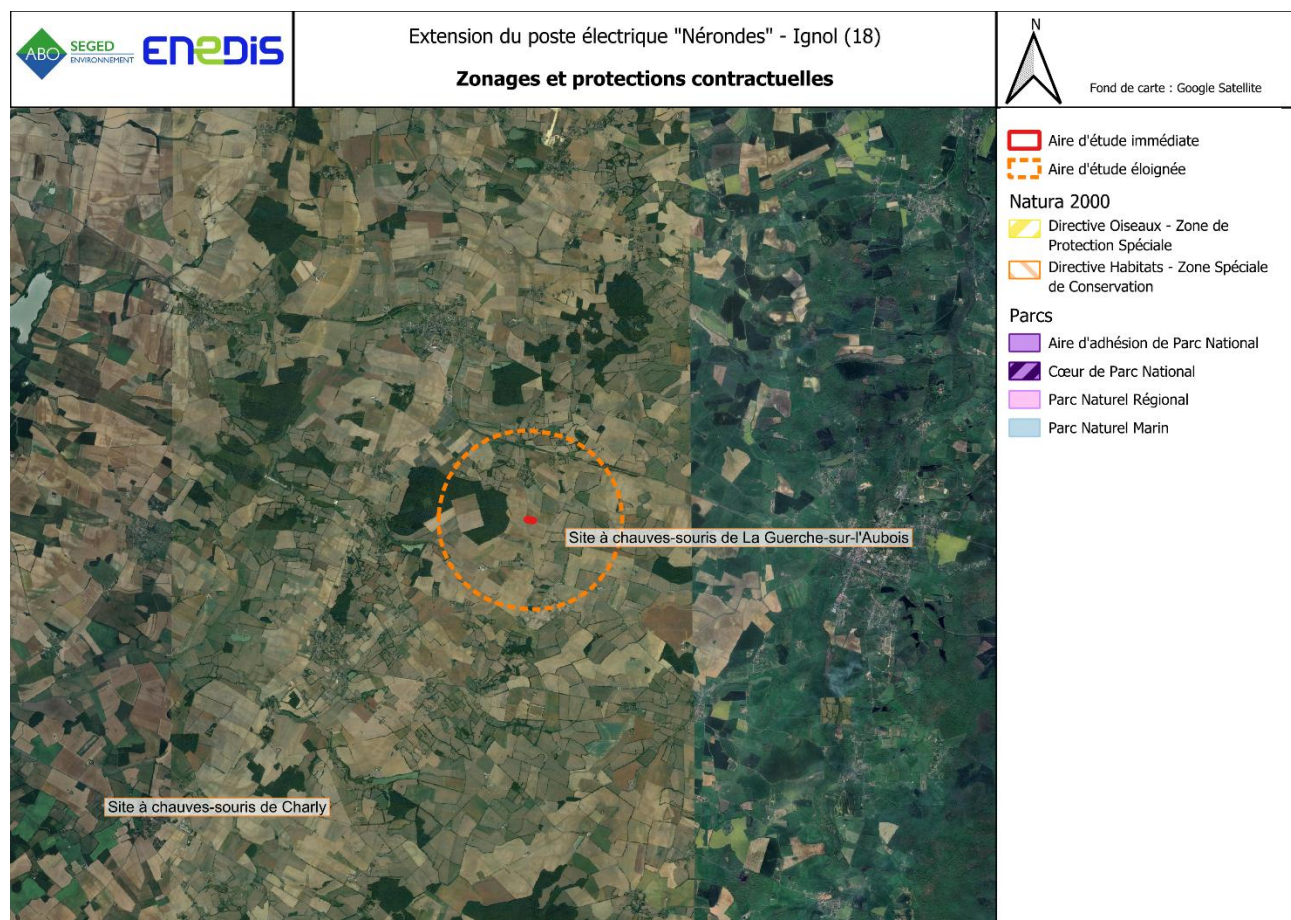 ABO
SEGED
ENVIRONNEMENT
ENEDIS
Extension du poste électrique "Nérondes" - Ignol (18)
Zonages et protections contractuelles
N
Fond de carte : Google Satellite
Aire d'étude immédiate
Aire d'étude éloignée
Natura 2000
Directive Oiseaux - Zone de
Protection Spéciale
Directive Habitats - Zone Spéciale
de Conservation
Parcs
Aire d'adhésion de Parc National
Cœur de Parc National
Parc Naturel Régional
Parc Naturel Marin
Site à chauves-souris de La Guerche-sur-l'Aubois
Site à chauves-souris de Charly